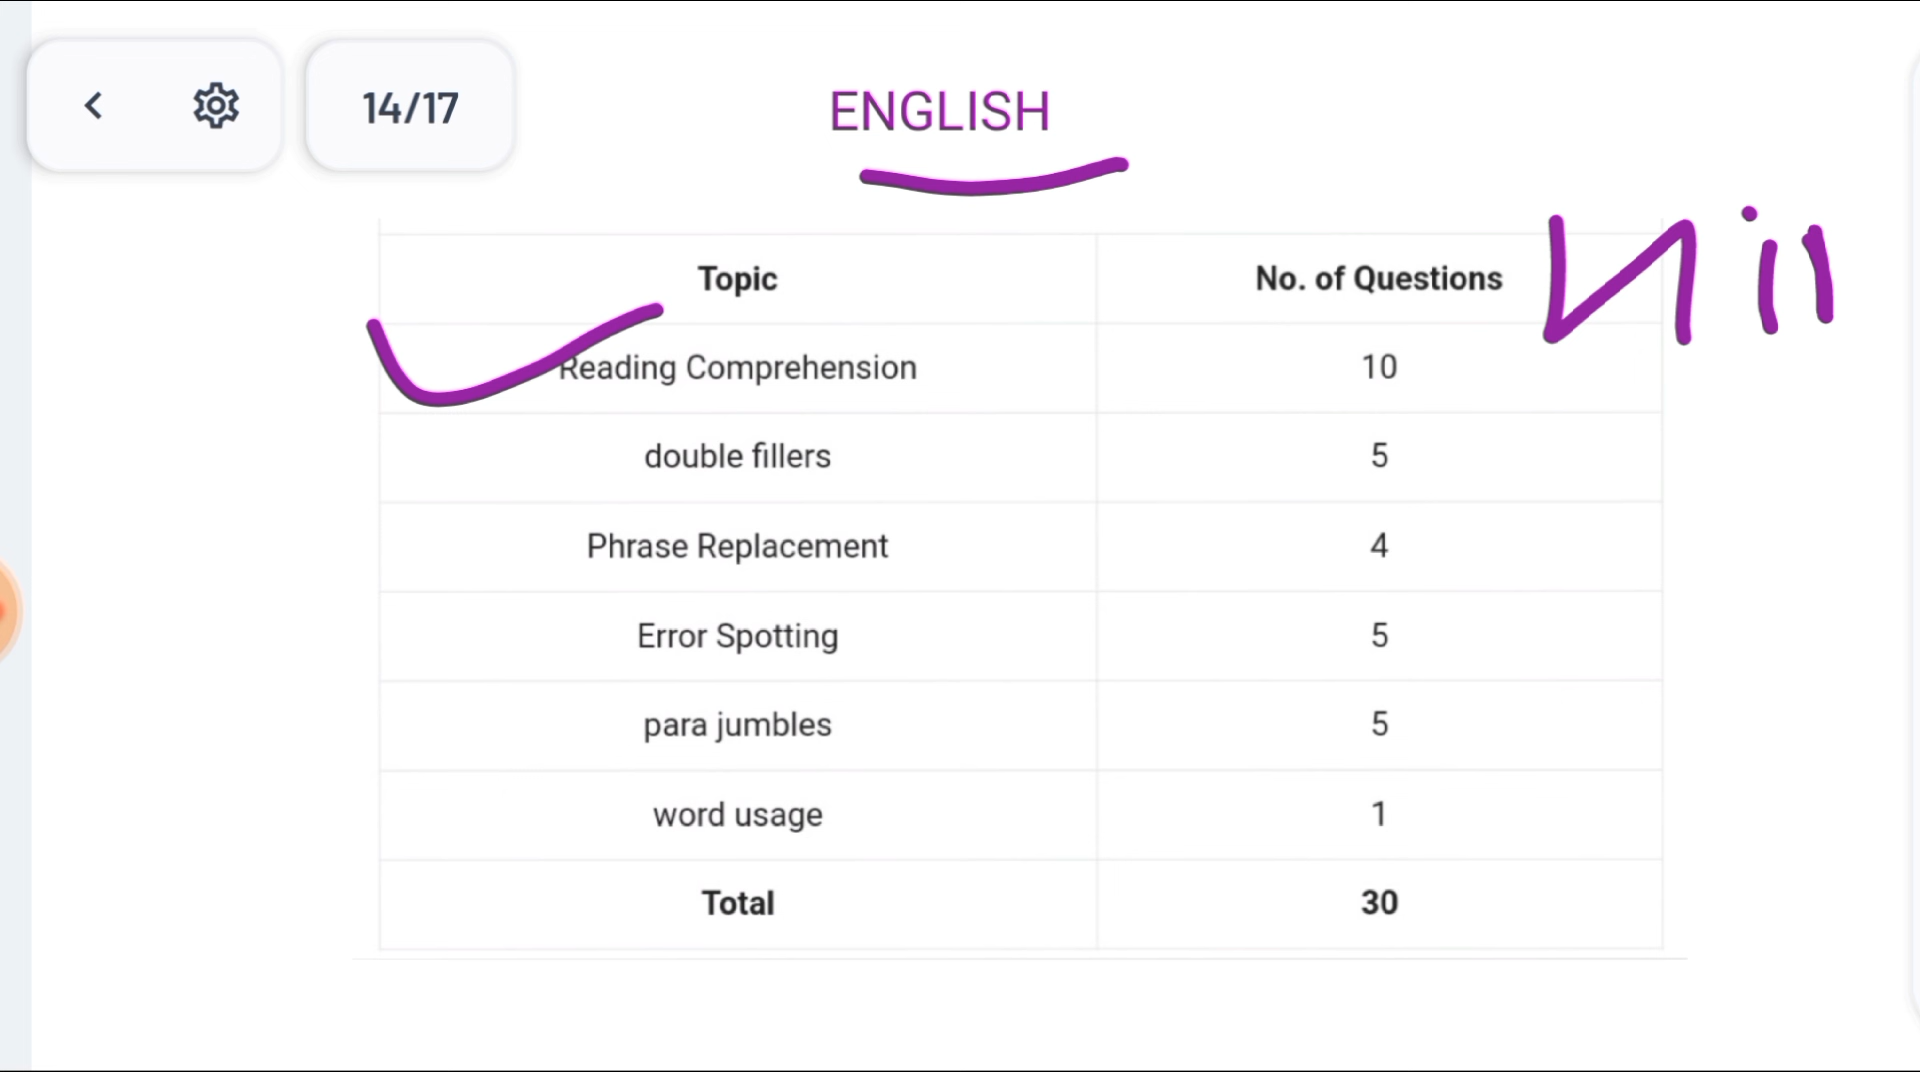 14/17
ENGLISH
Topic No. of Questions
Reading Comprehension 10
double fillers 5
Phrase Replacement 4
Error Spotting 5
para jumbles 5
word usage 1
Total 30